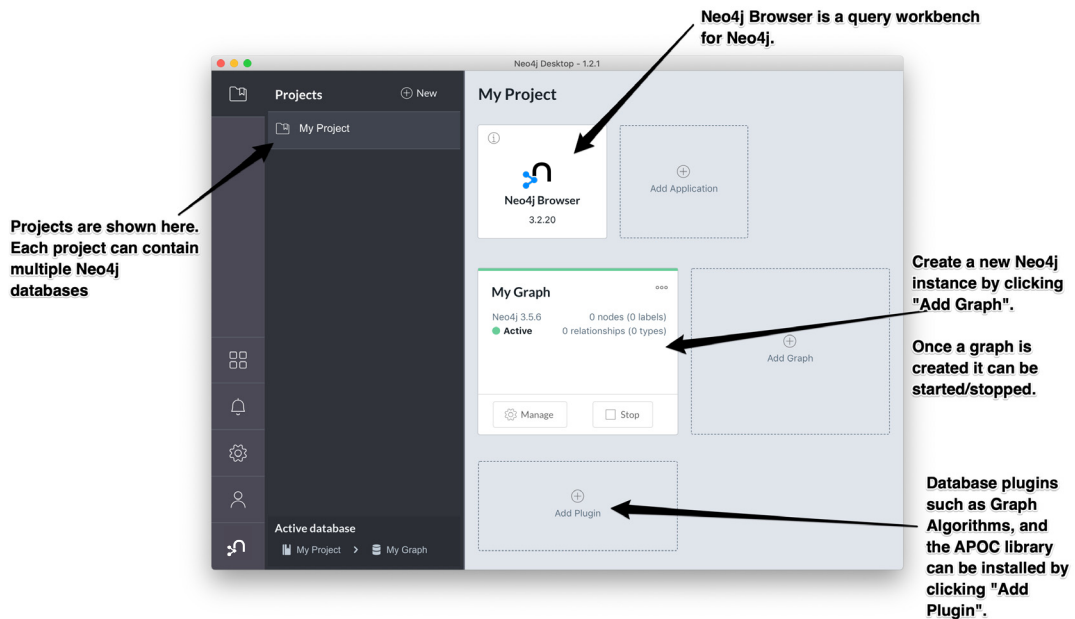 Neo4j Browser is a query workbench
for Neo4j.
Neo4j Desktop - 1.2.1
Projects
New
My Project
My Project
Neo4j Browser
3.2.20
Add Application
Projects are shown here.
Each project can contain
multiple Neo4j
databases
My Graph
Neo4j 3.5.6
0 nodes (0 labels)
Active
0 relationships (0 types)
Manage
Stop
Add Graph
Create a new Neo4j
instance by clicking
"Add Graph".
Once a graph is
created it can be
started/stopped.
Add Plugin
Database plugins
such as Graph
Algorithms, and
the APOC library
can be installed by
clicking "Add
Plugin".
Active database
My Project > My Graph